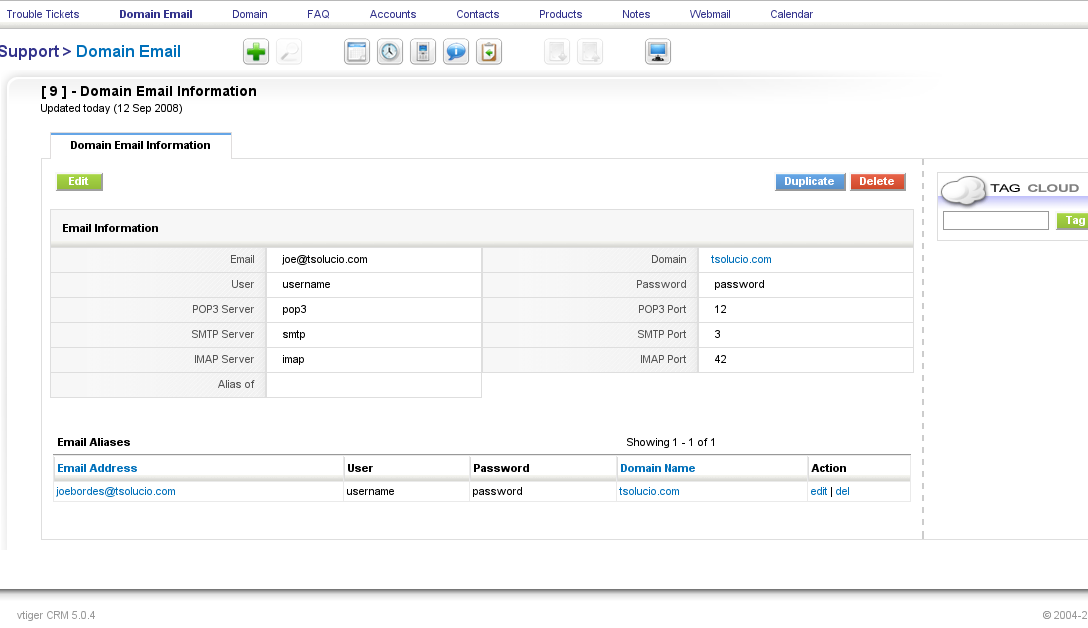 Trouble Tickets Domain Email Domain FAQ Accounts Contacts Products Notes Webmail Calendar
Support > Domain Email
[ 9 ] - Domain Email Information
Updated today (12 Sep 2008)
Domain Email Information
Edit Duplicate Delete
TAG CLOUD
Tag
Email Information
Email joe@tsolucio.com Domain tsolucio.com
User username Password password
POP3 Server pop3 POP3 Port 12
SMTP Server smtp SMTP Port 3
IMAP Server imap IMAP Port 42
Alias of
Email Aliases Showing 1 - 1 of 1
Email Address User Password Domain Name Action
joebordes@tsolucio.com username password tsolucio.com edit | del
vtiger CRM 5.0.4 © 2004-2